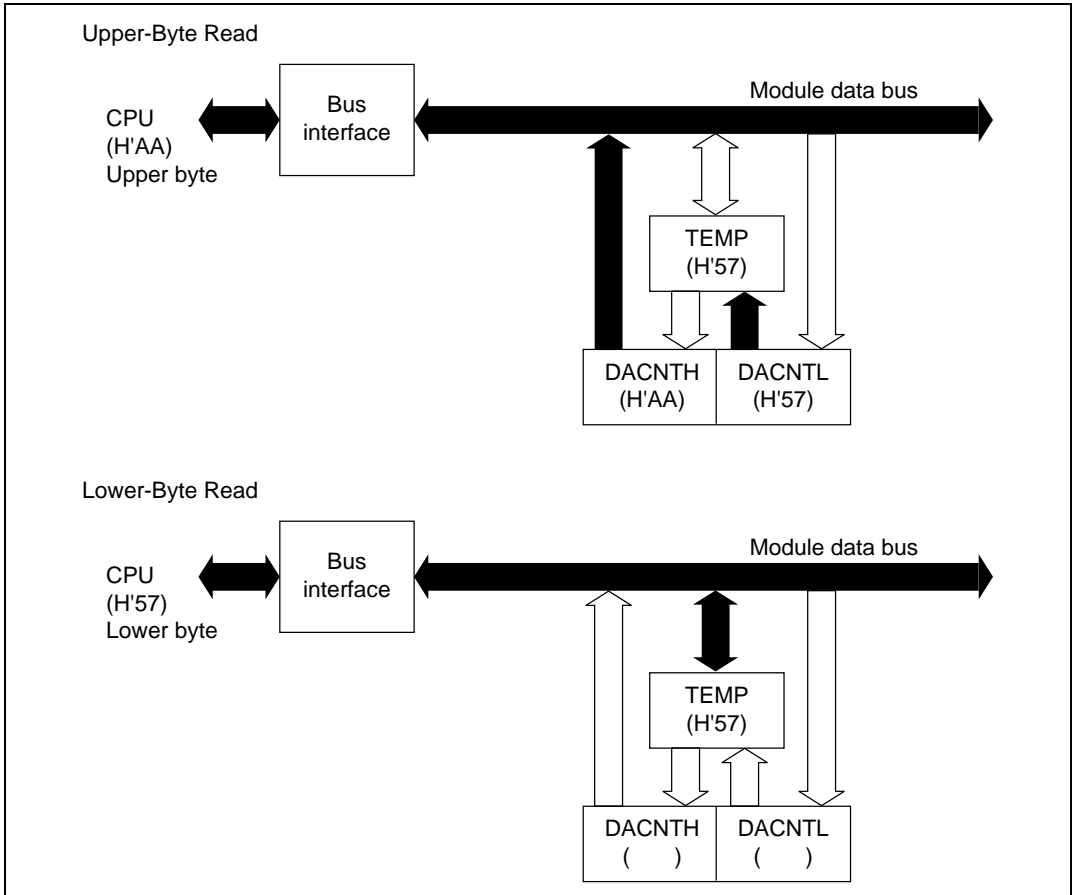 Upper-Byte Read
CPU
(H'AA)
Upper byte
Bus
interface
Module data bus
TEMP
(H'57)
DACNTH
(H'AA)
DACNTL
(H'57)
Lower-Byte Read
CPU
(H'57)
Lower byte
Bus
interface
Module data bus
TEMP
(H'57)
DACNTH
(    )
DACNTL
(    )